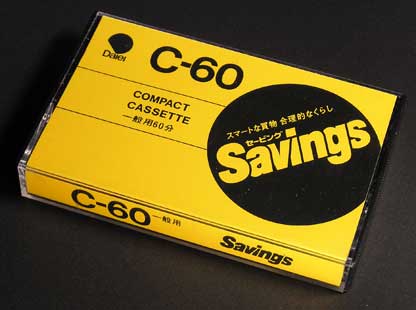 Daiei
C-60
COMPACT
CASSETTE
一般用60分
スマートな買物 合理的なくらし
セービング
Savings
C-60 一般用
Savings